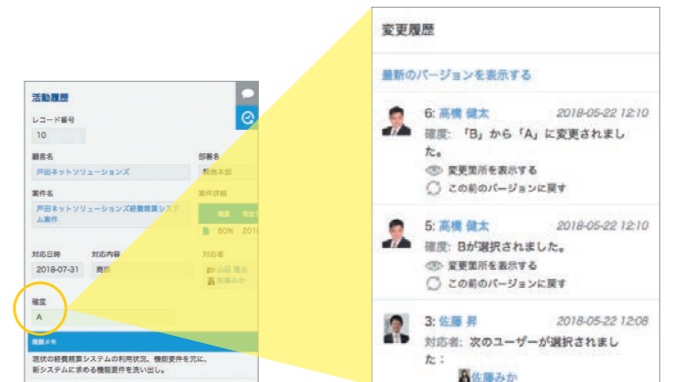 活動履歴
レコード番号
10
顧客名
部署名
戸田ネットソリューションズ
開発本部
案件名
案件詳細
戸田ネットソリューションズ経費精算システ
ム案件
確度
80%
対応日時
対応内容
対応者
2018-07-31
商談
佐藤みか
確度
A
現状の経費精算システムの利用状況、機能要件を元に、
新システムに求める機能要件を洗い出し。
変更履歴
最新のバージョンを表示する
6: 高橋 健太
2018-05-22 12:10
確度: 「B」から「A」に変更されまし
た。
変更箇所を表示する
この前のバージョンに戻す
5: 高橋 健太
2018-05-22 12:10
確度: Bが選択されました。
変更箇所を表示する
この前のバージョンに戻す
3: 佐藤 昇
2018-05-22 12:08
対応者: 次のユーザーが選択されまし
た：
佐藤みか